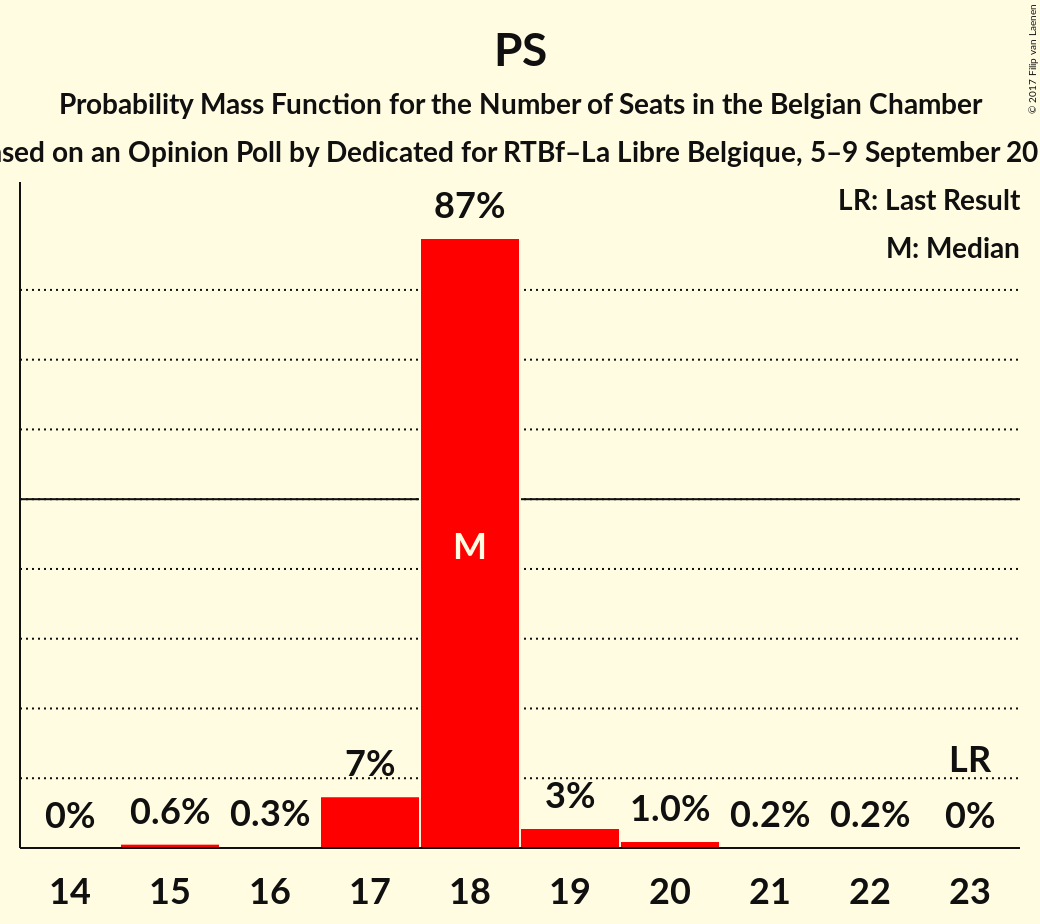 PS
Probability Mass Function for the Number of Seats in the Belgian Chamber
on an Opinion Poll by Dedicated for RTBf–La Libre Belgique, 5–9 September
© 2017 Filip van Laenen
LR: Last Result
M: Median
87%
M
7%
LR
0% 0.6% 0.3% 3% 1.0% 0.2% 0.2% 0%
14 15 16 17 18 19 20 21 22 23